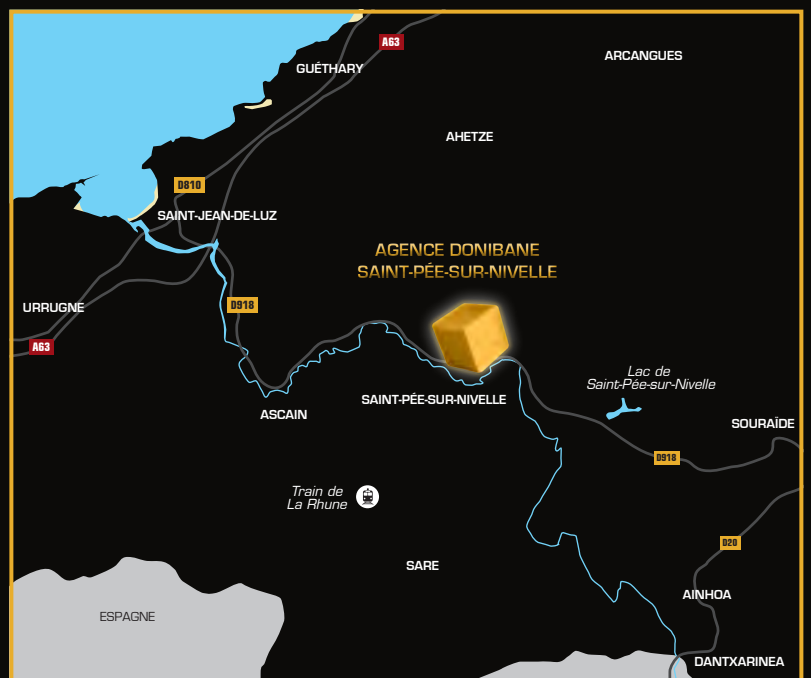 A63
GUÉTHARY
ARCANGUES
AHETZE
D810
SAINT-JEAN-DE-LUZ
AGENCE DONIBANE
SAINT-PÉE-SUR-NIVELLE
URRUGNE
D918
A63
Lac de
Saint-Pée-sur-Nivelle
SAINT-PÉE-SUR-NIVELLE
ASCAIN
SOURAÏDE
D918
Train de
La Rhune
D20
SARE
AINHOA
ESPAGNE
DANTXARINEA